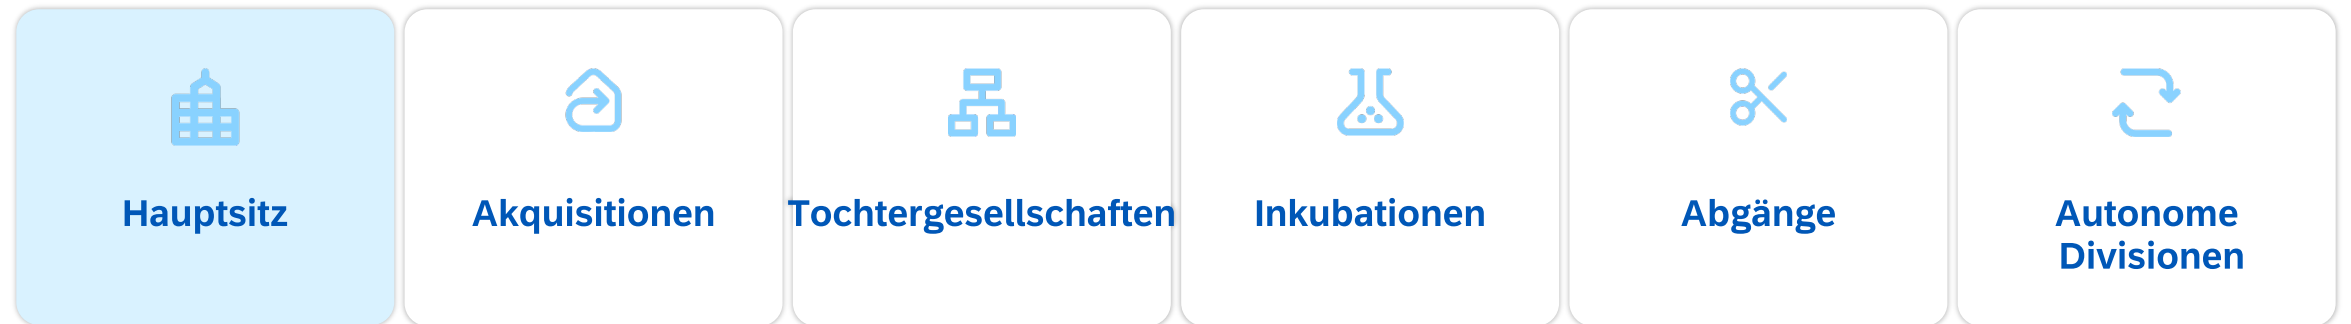 Hauptsitz
Akquisitionen
Tochtergesellschaften
Inkubationen
Abgänge
Autonome
Divisionen